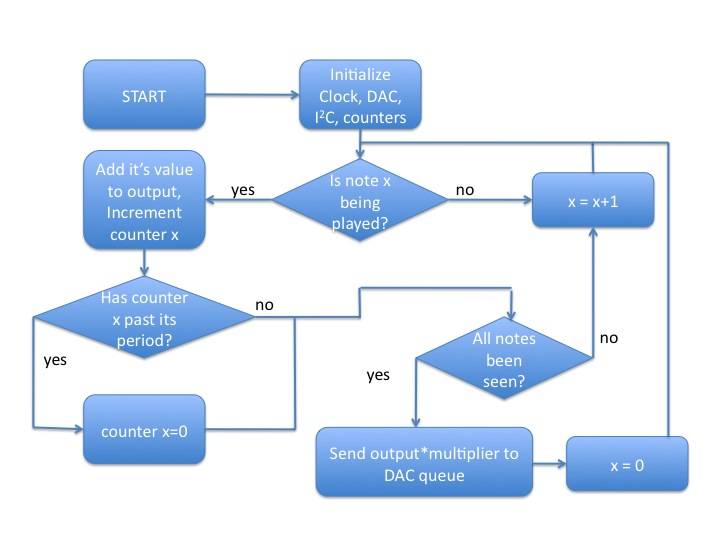 START
Initialize
Clock, DAC,
I²C, counters
Add it's value
to output,
Increment
counter x
yes
Is note x
being
played?
no
x = x+1
Has counter
x past its
period?
no
yes
All notes
been
seen?
no
yes
counter x=0
Send output*multiplier to
DAC queue
x = 0